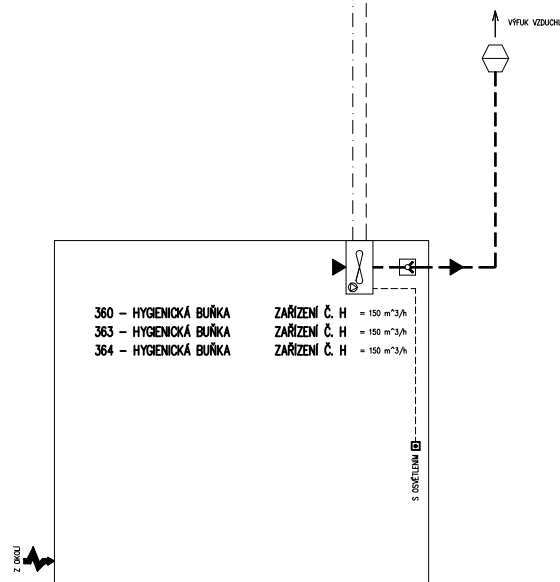 VÝFUK VZDUCHU
360 – HYGIENICKÁ BUŇKA ZAŘÍZENÍ Č. H = 150 m^3/h
363 – HYGIENICKÁ BUŇKA ZAŘÍZENÍ Č. H = 150 m^3/h
364 – HYGIENICKÁ BUŇKA ZAŘÍZENÍ Č. H = 150 m^3/h
S OSVĚTLENÍM
Z OKOLÍ